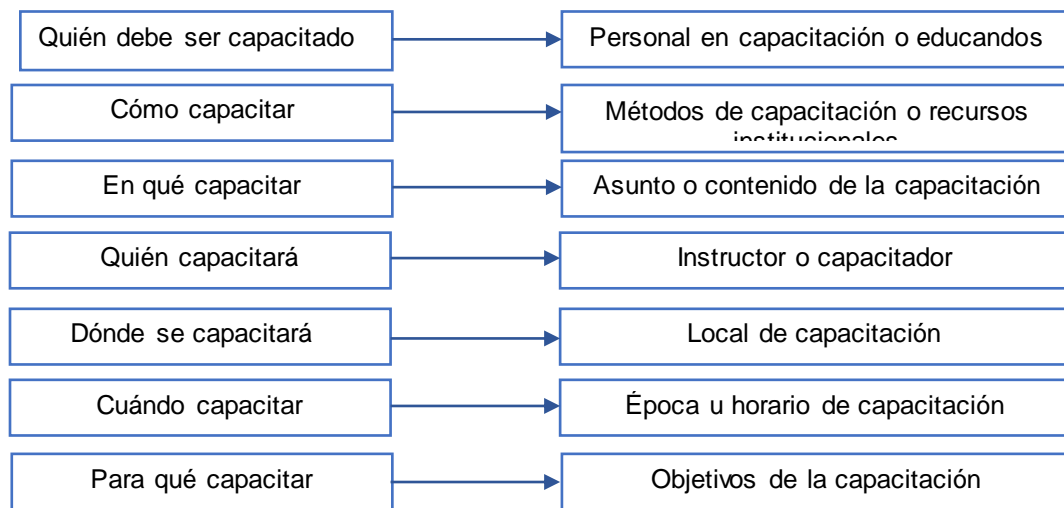 Quién debe ser capacitado
Personal en capacitación o educandos
Cómo capacitar
Métodos de capacitación o recursos
institucionales
En qué capacitar
Asunto o contenido de la capacitación
Quién capacitará
Instructor o capacitador
Dónde se capacitará
Local de capacitación
Cuándo capacitar
Época u horario de capacitación
Para qué capacitar
Objetivos de la capacitación